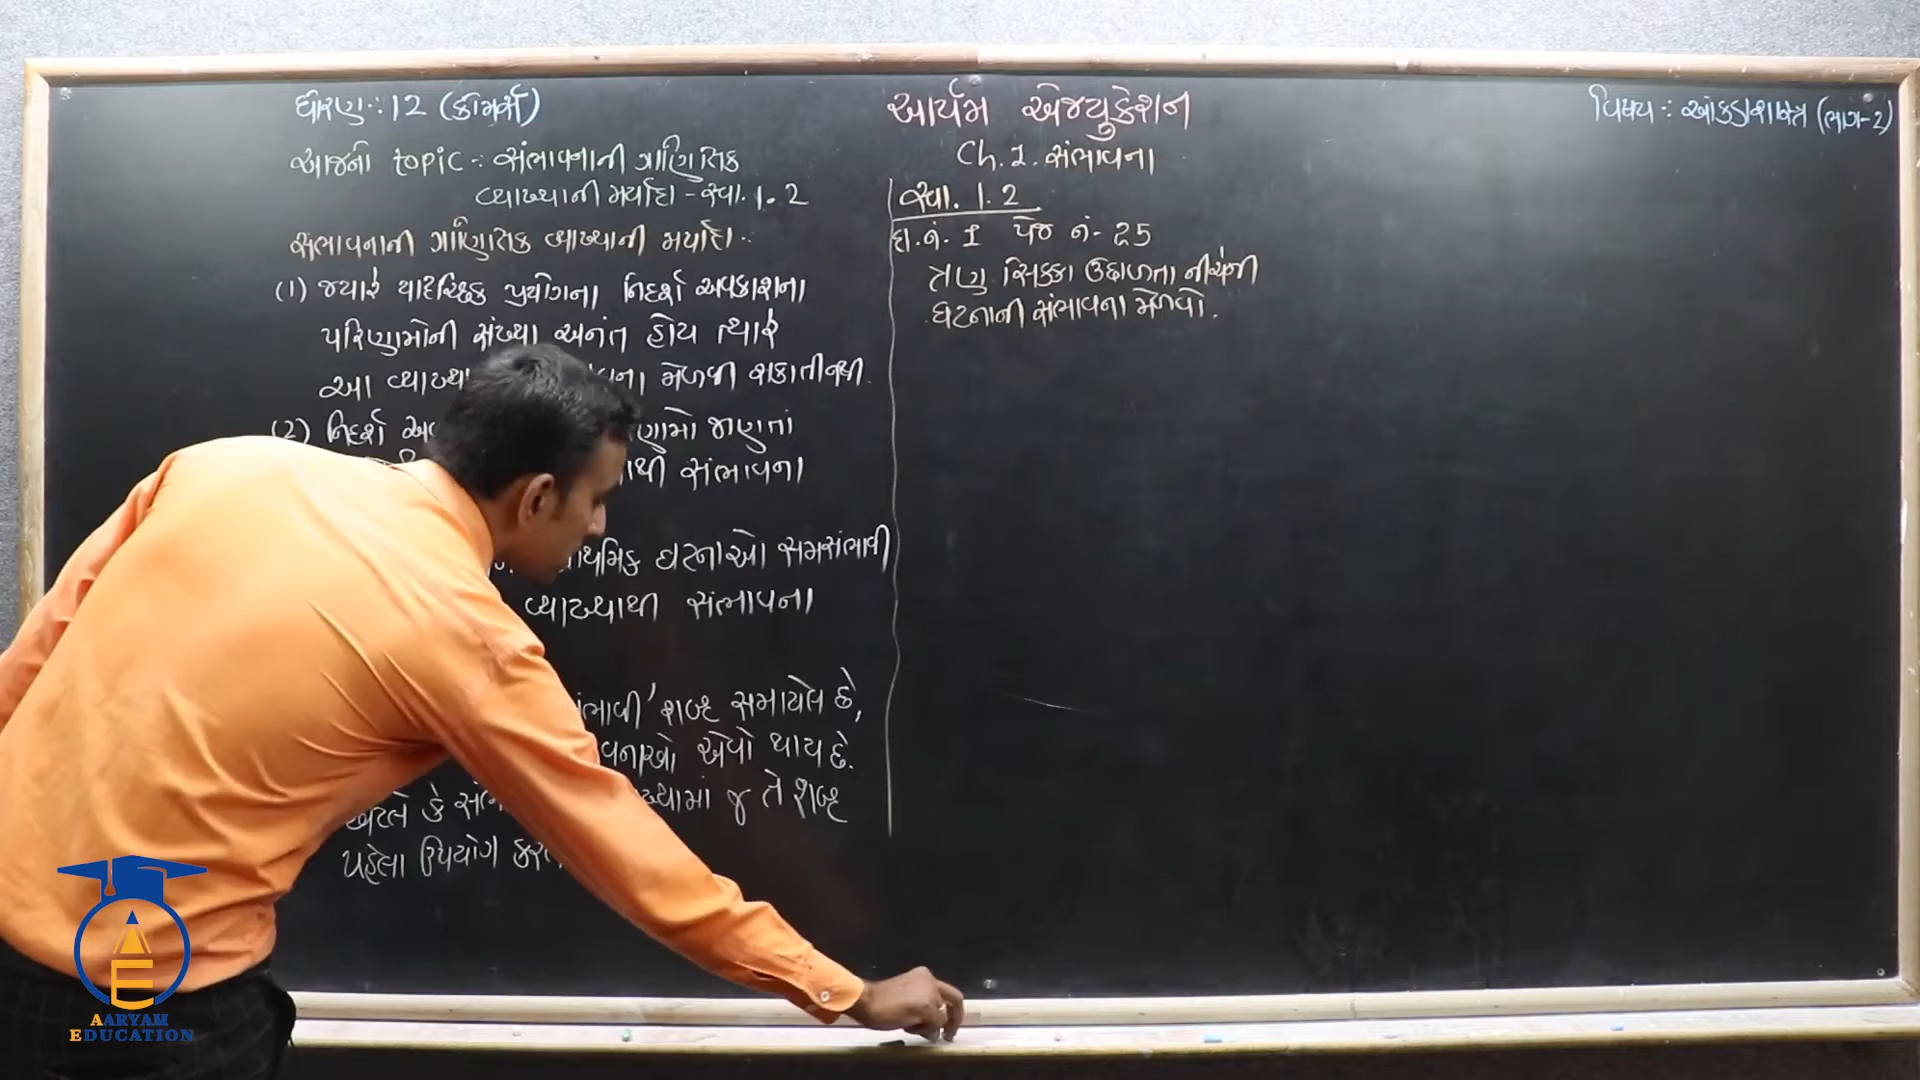 ધોરણ :- 12 (કોમર્સ)
આર્યમ એજ્યુકેશન
વિષય :- આંકડાશાસ્ત્ર (ભાગ-2)
આજનો topic :- સંભાવનાની ગાણિતિક
વ્યાખ્યાની મર્યાદા - સ્વા. 1.2
સંભાવનાની ગાણિતિક વ્યાખ્યાની મર્યાદા :-
(1) જ્યારે યાદૃચ્છિક પ્રયોગના નિદર્શ અવકાશના
પરિણામોની સંખ્યા અનંત હોય ત્યારે
આ મેળવી શકાતી નથી.
(2) નિદર્શ જાણતાં
સંભાવના
ઘટનાઓ સમસંભાવી
વ્યાખ્યાથી સંભાવના
શબ્દ સમાયેલ છે,
એવો થાય છે.
એટલે કે જ તે શબ્દ
પહેલા ઉપયોગ
Ch. 1. સંભાવના
સ્વા. 1.2
દા.નં. 1 પેજ નં- 25
ત્રણ સિક્કા ઉછાળતા નીચેની
ઘટનાની સંભાવના મેળવો.
AARYAM
EDUCATION